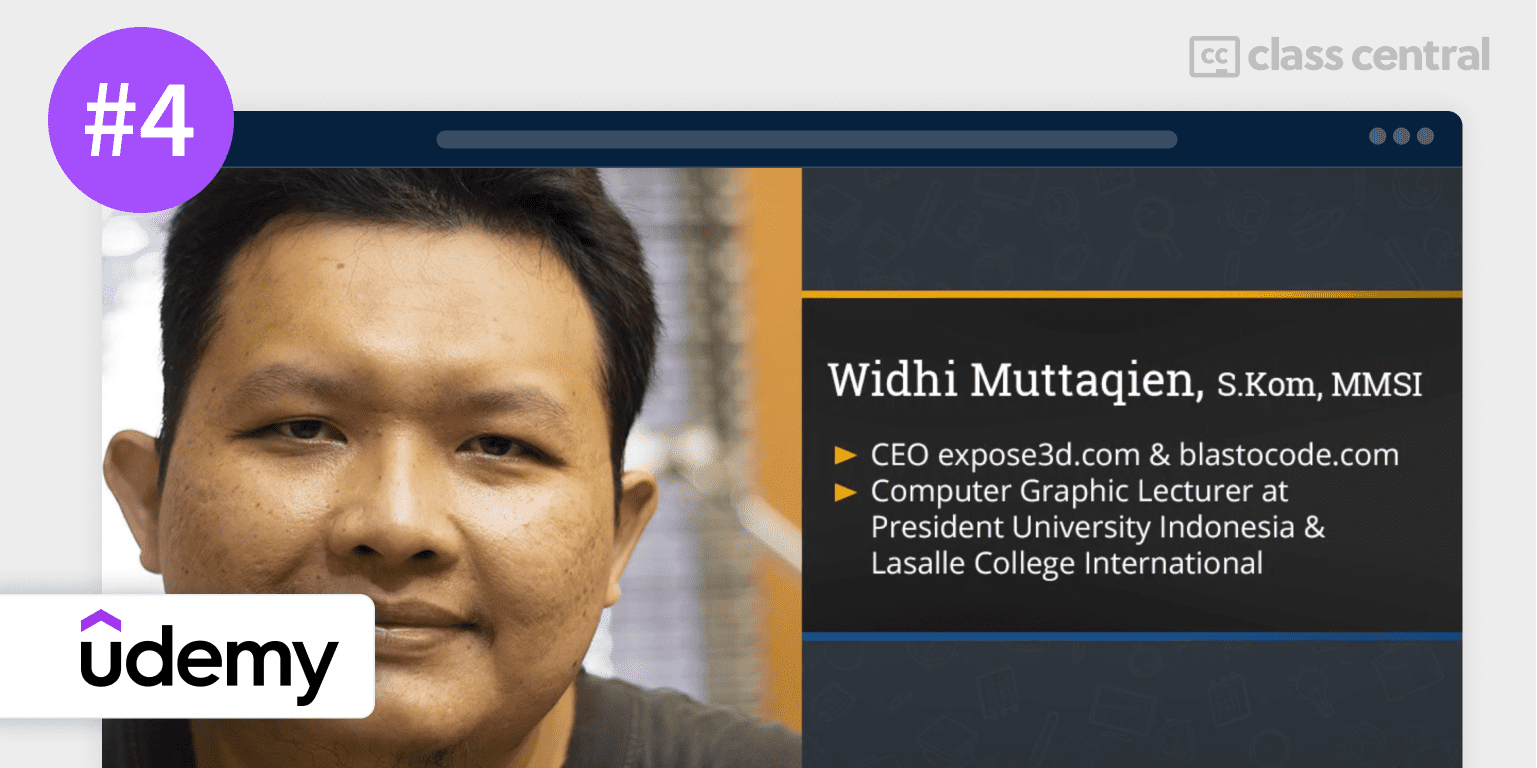 #4
cc class central
Widhi Muttaqien, S.Kom, MMSI
CEO expose3d.com & blastocode.com
Computer Graphic Lecturer at
President University Indonesia &
Lasalle College International
udemy